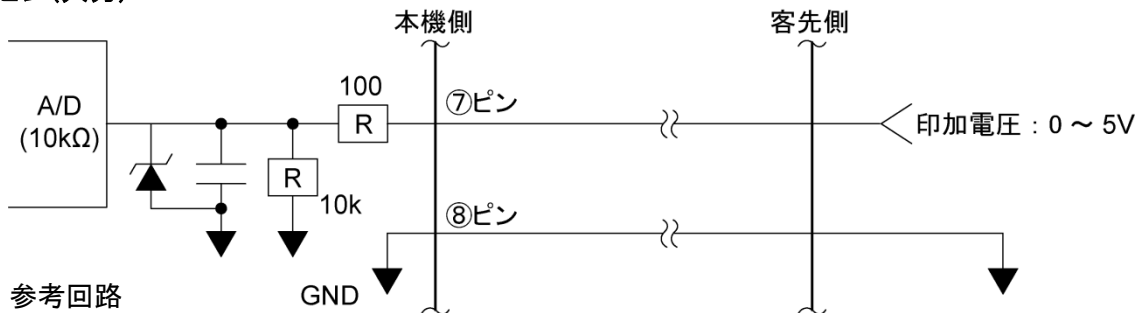 本機側
客先側
A/D
(10kΩ)
100
R
⑦ピン
印加電圧：0 ～ 5V
R
10k
⑧ピン
参考回路
GND